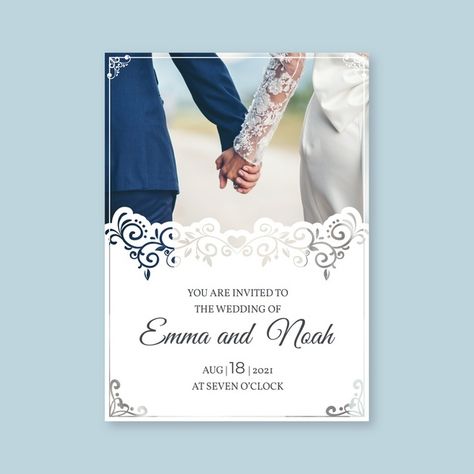 YOU ARE INVITED TO
THE WEDDING OF
Emma and Noah
AUG | 18 | 2021
AT SEVEN O'CLOCK